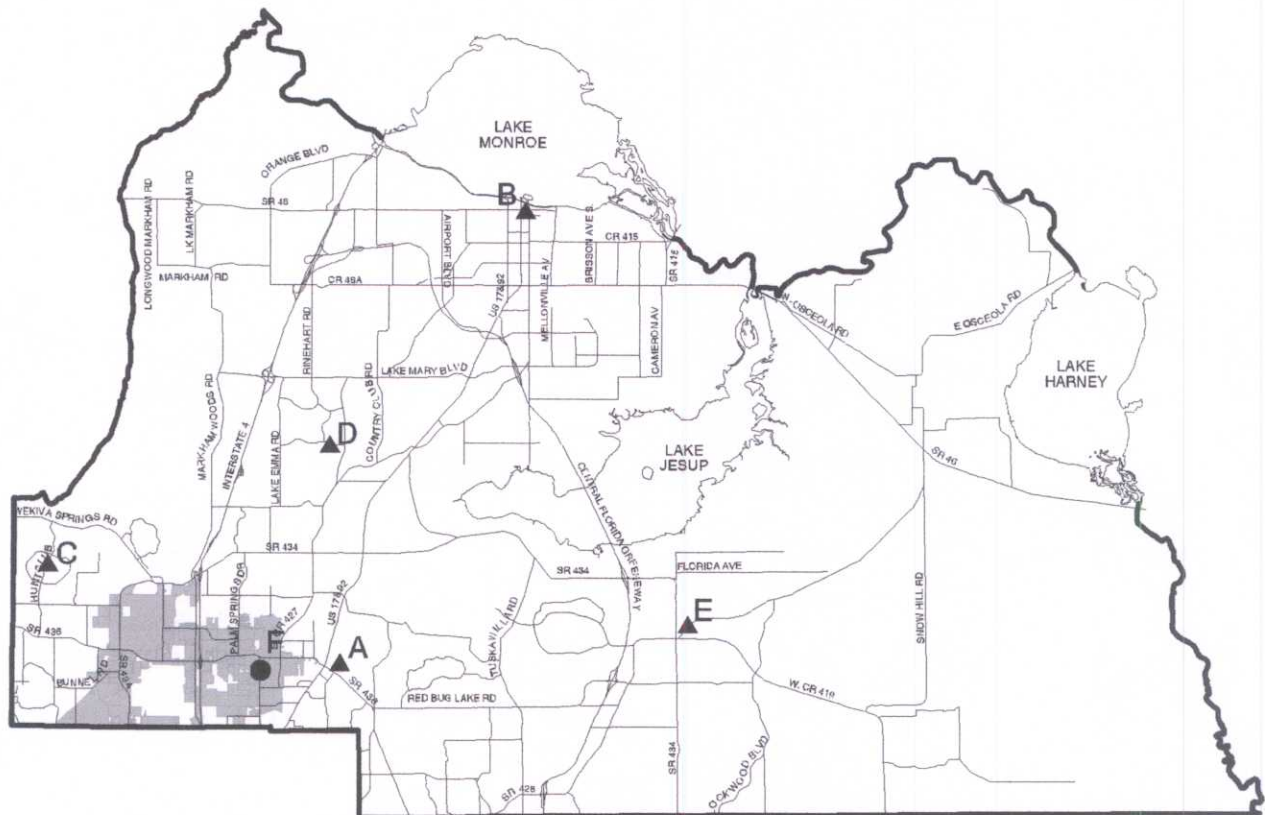 LAKE
MONROE
ORANGE BLVD
LONGWOOD MARKHAM RD
LK MARKHAM RD
SR 46
B
AIRPORT BLVD
BRISSON AVE S.
CR 415
SR 415
MARKHAM RD
CR 46A
US 17&92
MELLONVILLE AV
CAMERON AV
N. OSCEOLA RD
E OSCEOLA RD
LAKE
HARNEY
RINEHART RD
LAKE MARY BLVD
COUNTRY CLUB RD
MARKHAM WOODS RD
INTERSTATE 4
LAKE EMMA RD
D
LAKE
JESUP
SR 46
CENTRAL FLORIDA GREENEWAY
WEKIVA SPRINGS RD
C
HUNT CLUB
SR 434
PALM SPRINGS DR
SR 427
US 17&92
SR 434
FLORIDA AVE
SNOW HILL RD
E
SR 436
SR 434
F
A
SR 436
TUSKAWILLA RD
RED BUG LAKE RD
W. CR 419
SR 434
SR 426